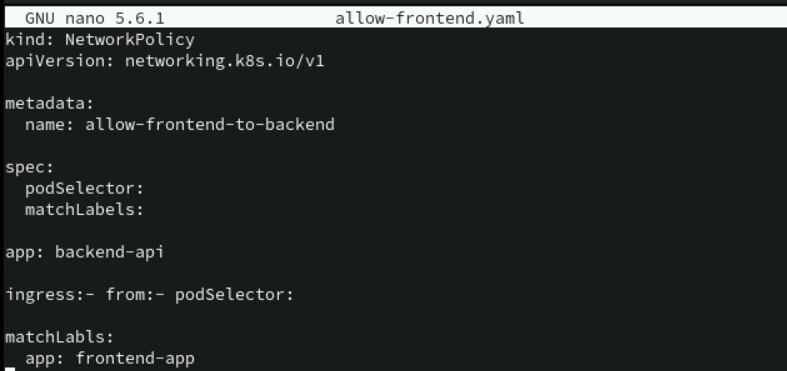 GNU nano 5.6.1 allow-frontend.yaml
kind: NetworkPolicy
apiVersion: networking.k8s.io/v1
metadata:
  name: allow-frontend-to-backend
spec:
  podSelector:
  matchLabels:
app: backend-api
ingress:- from:- podSelector:
matchLabls:
  app: frontend-app